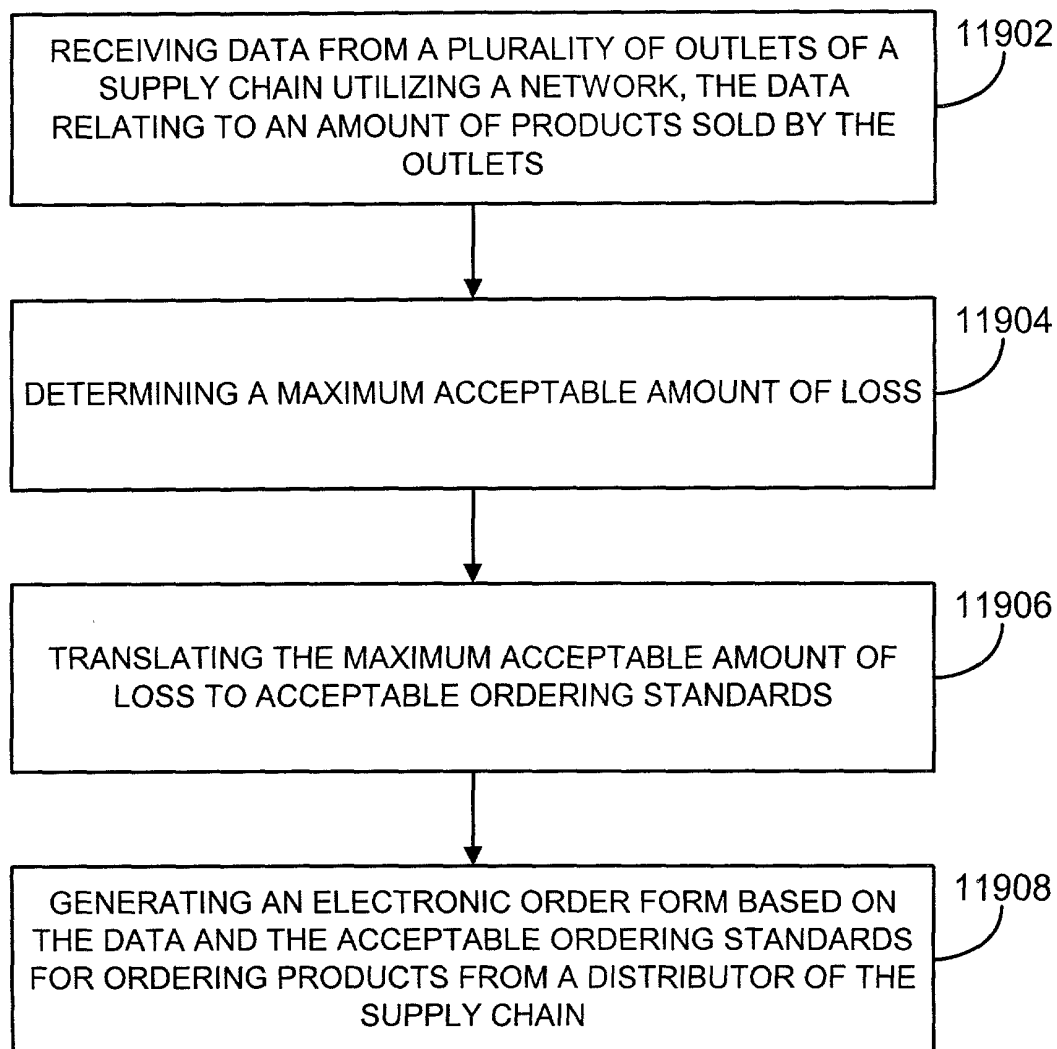 RECEIVING DATA FROM A PLURALITY OF OUTLETS OF A
SUPPLY CHAIN UTILIZING A NETWORK, THE DATA
RELATING TO AN AMOUNT OF PRODUCTS SOLD BY THE
OUTLETS
11902
DETERMINING A MAXIMUM ACCEPTABLE AMOUNT OF LOSS
11904
TRANSLATING THE MAXIMUM ACCEPTABLE AMOUNT OF
LOSS TO ACCEPTABLE ORDERING STANDARDS
11906
GENERATING AN ELECTRONIC ORDER FORM BASED ON
THE DATA AND THE ACCEPTABLE ORDERING STANDARDS
FOR ORDERING PRODUCTS FROM A DISTRIBUTOR OF THE
SUPPLY CHAIN
11908